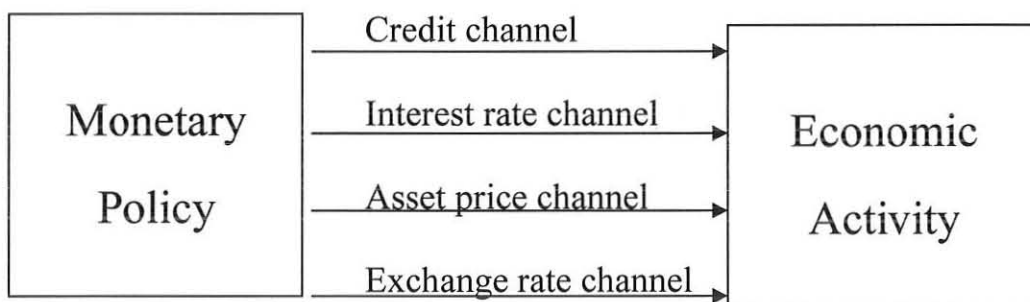 Monetary
Policy
Credit channel
Interest rate channel
Asset price channel
Exchange rate channel
Economic
Activity